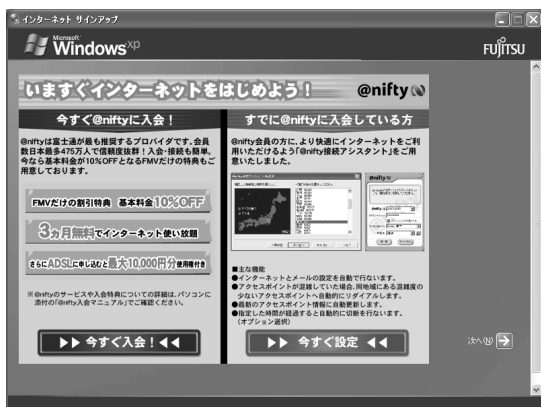 インターネット サインアップ
Microsoft
Windows xp
FUJITSU
いますぐインターネットをはじめよう!
@nifty
今すぐ@niftyに入会!
@niftyは富士通が最も推奨するプロバイダです。会員
数日本最多475万人で信頼度抜群!入会・接続も簡単。
今なら基本料金が10%OFFとなるFMVだけの特典もご
用意しております。
FMVだけの割引特典 基本料金10%OFF
3カ月無料でインターネット使い放題
さらにADSLに申し込むと最大10,000円分使用権付き
※@niftyのサービスや入会特典についての詳細は、パソコンに
添付の「@nifty入会マニュアル」でご確認ください。
▶▶ 今すぐ入会!◀◀
すでに@niftyに入会している方
@nifty会員の方に、より快適にインターネットをご利
用いただけるよう「@nifty接続アシスタント」をご用
意いたしました。
@nifty
■主な機能
●インターネットとメールの設定を自動で行ないます。
●アクセスポイントが混雑していた場合、同地域にある混雑度の
少ないアクセスポイントへ自動的にリダイアルします。
●最新のアクセスポイント情報に自動更新します。
●指定した時間が経過すると自動的に切断を行ないます。
(オプション選択)
▶▶ 今すぐ設定 ◀◀
次へ(N)